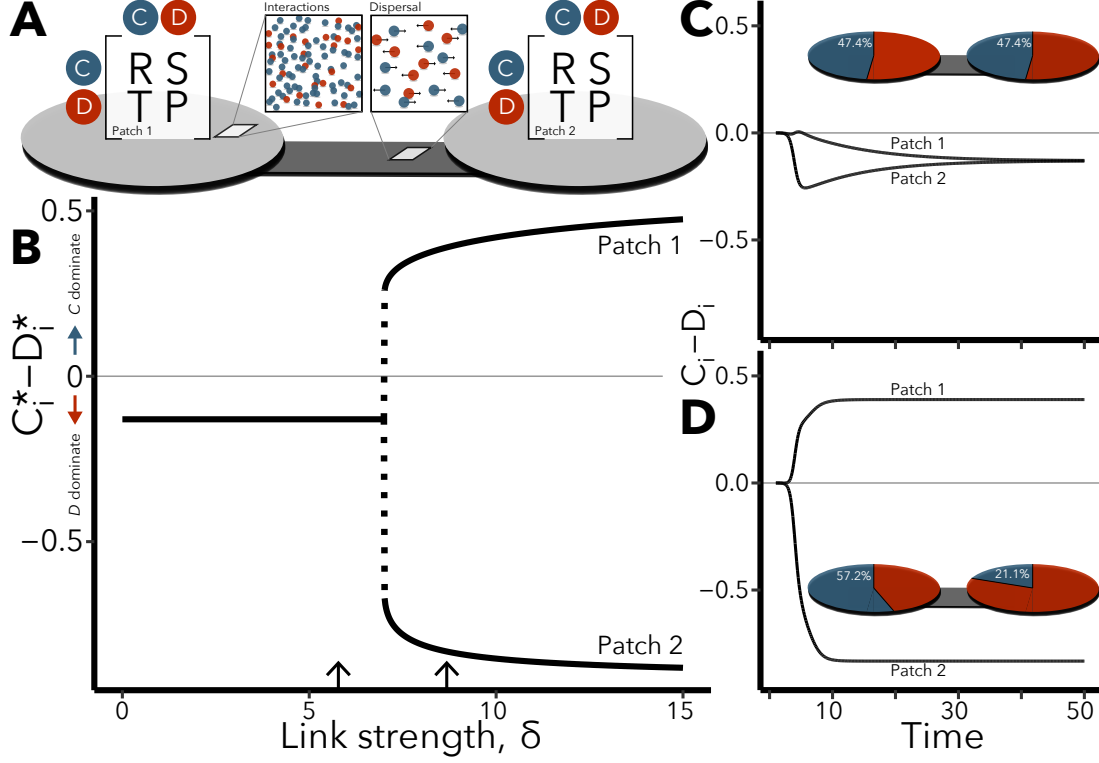 A
C D
C
D
R S
T P
Patch 1
Interactions
Dispersal
C D
C
D
R S
T P
Patch 2
B
C*i−D*i
D dominate
C dominate
0.5
0
−0.5
Patch 1
Patch 2
0
5
10
15
Link strength, δ
C
Ci−Di
0.5
0.0
−0.5
47.4%
47.4%
Patch 1
Patch 2
D
0.5
0.0
−0.5
Patch 1
57.2%
21.1%
Patch 2
10
30
50
Time